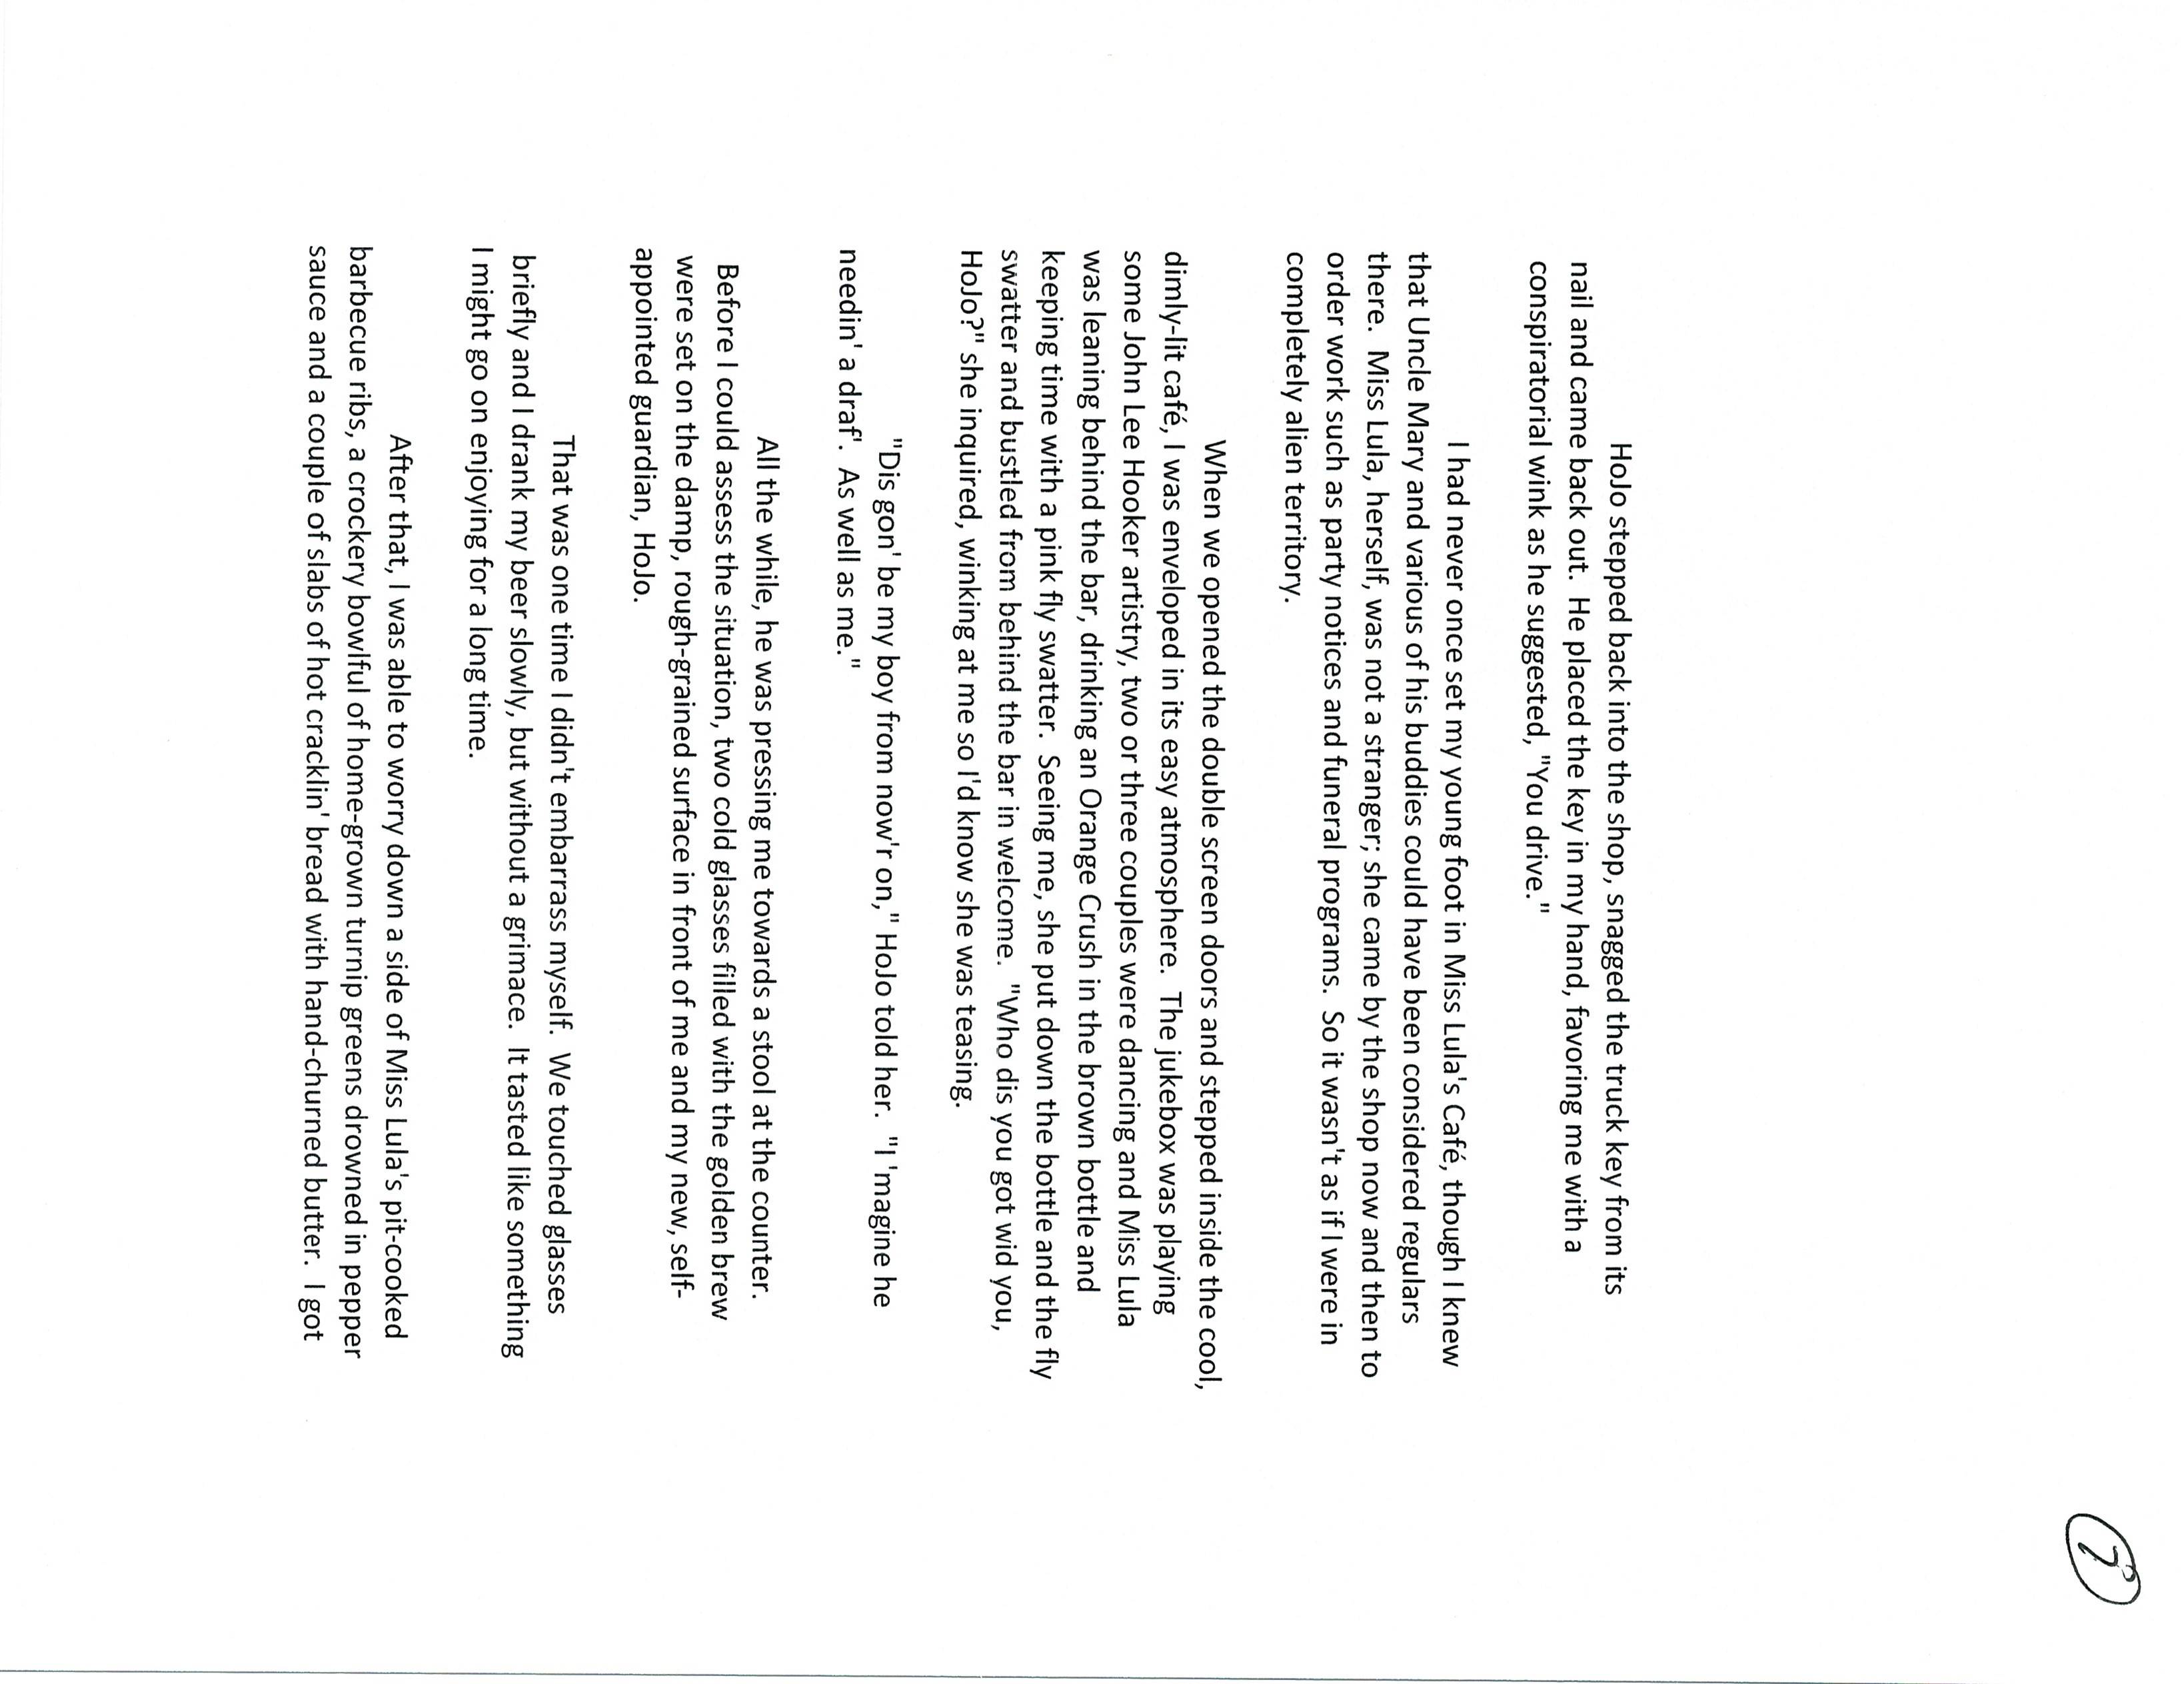 HoJo stepped back into the shop, snagged the truck key from its
nail and came back out.  He placed the key in my hand, favoring me with a
conspiratorial wink as he suggested, "You drive."
I had never once set my young foot in Miss Lula's Café, though I knew
that Uncle Mary and various of his buddies could have been considered regulars
there.  Miss Lula, herself, was not a stranger; she came by the shop now and then to
order work such as party notices and funeral programs.  So it wasn't as if I were in
completely alien territory.
When we opened the double screen doors and stepped inside the cool,
dimly-lit café, I was enveloped in its easy atmosphere.  The jukebox was playing
some John Lee Hooker artistry, two or three couples were dancing and Miss Lula
was leaning behind the bar, drinking an Orange Crush in the brown bottle and
keeping time with a pink fly swatter.  Seeing me, she put down the bottle and the fly
swatter and bustled from behind the bar in welcome.  "Who dis you got wid you,
HoJo?" she inquired, winking at me so I'd know she was teasing.
"Dis gon' be my boy from now'r on," HoJo told her.  "I 'magine he
needin' a draf'.  As well as me."
All the while, he was pressing me towards a stool at the counter.
Before I could assess the situation, two cold glasses filled with the golden brew
were set on the damp, rough-grained surface in front of me and my new, self-
appointed guardian, HoJo.
That was one time I didn't embarrass myself.  We touched glasses
briefly and I drank my beer slowly, but without a grimace.  It tasted like something
I might go on enjoying for a long time.
After that, I was able to worry down a side of Miss Lula's pit-cooked
barbecue ribs, a crockery bowlful of home-grown turnip greens drowned in pepper
sauce and a couple of slabs of hot cracklin' bread with hand-churned butter.  I got